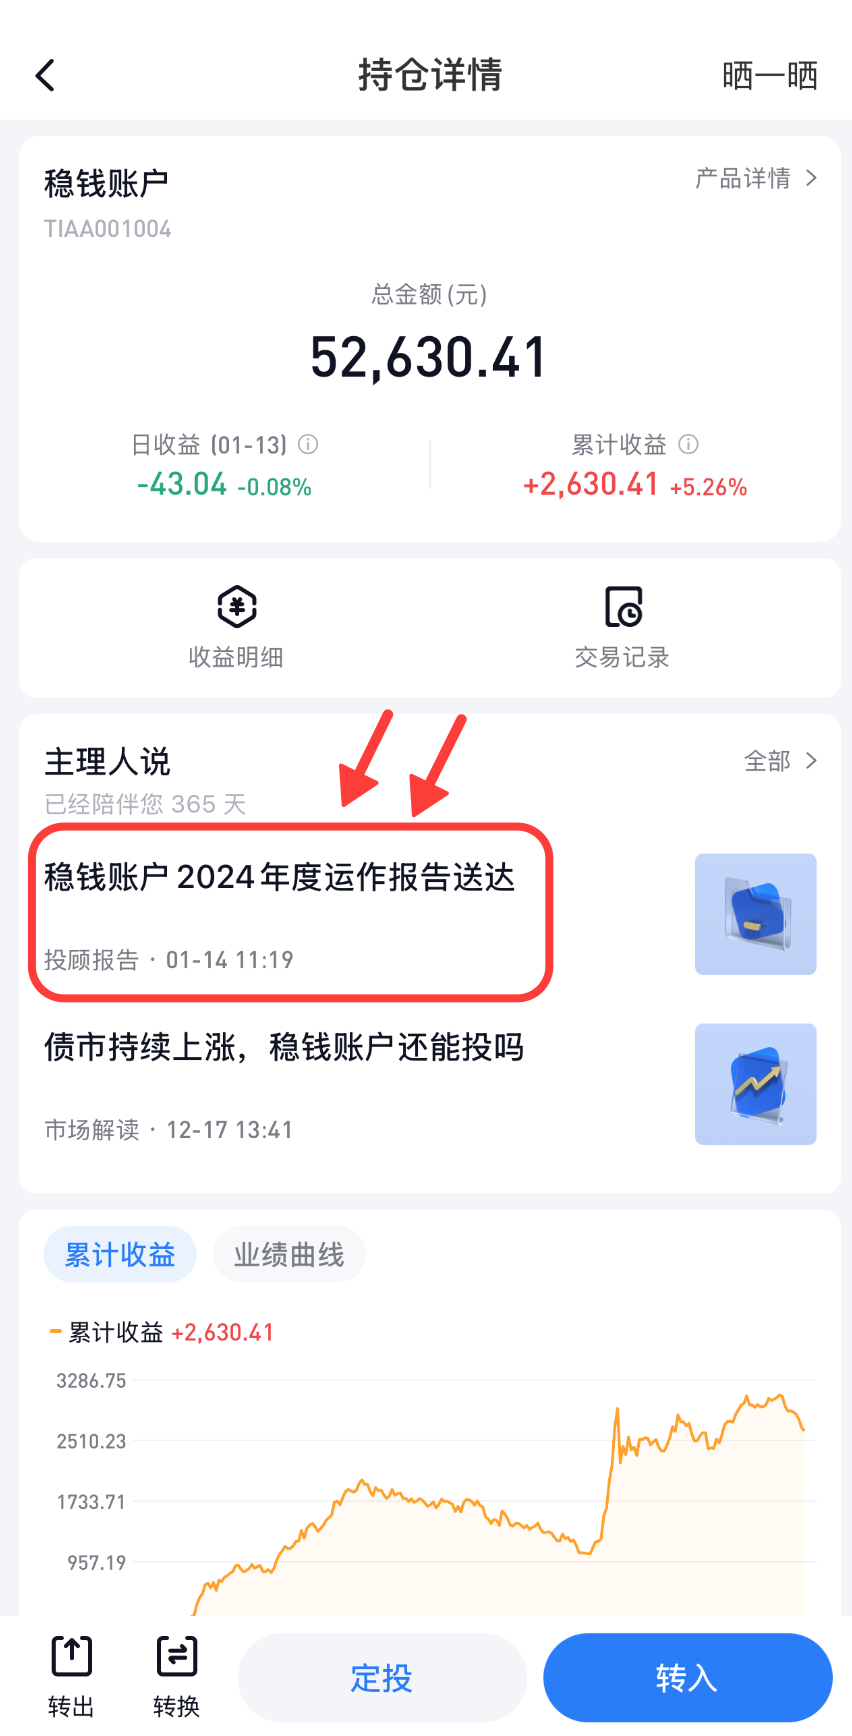 持仓详情
晒一晒
稳钱账户
产品详情
TIAA001004
总金额(元)
52,630.41
日收益 (01-13)
累计收益
-43.04 -0.08%
+2,630.41 +5.26%
收益明细
交易记录
主理人说
全部
已经陪伴您 365 天
稳钱账户2024年度运作报告送达
投顾报告 · 01-14 11:19
债市持续上涨，稳钱账户还能投吗
市场解读 · 12-17 13:41
累计收益
业绩曲线
累计收益 +2,630.41
3286.75
2510.23
1733.71
957.19
转出
转换
定投
转入